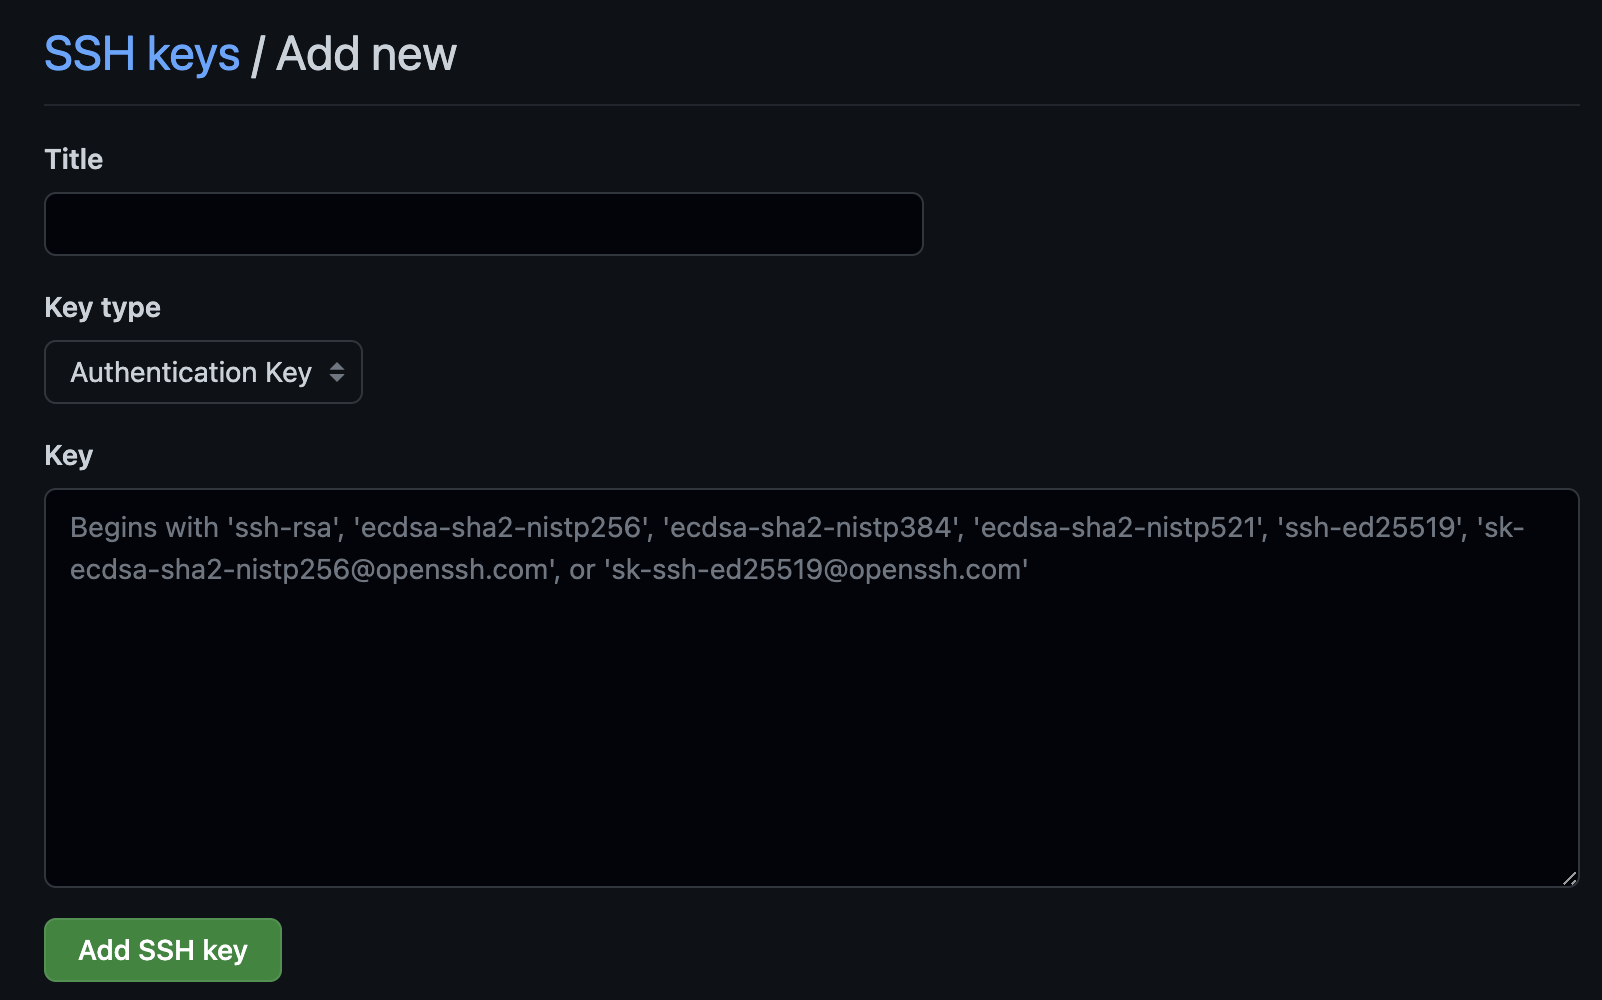 SSH keys / Add new
Title
Key type
Authentication Key
Key
Begins with 'ssh-rsa', 'ecdsa-sha2-nistp256', 'ecdsa-sha2-nistp384', 'ecdsa-sha2-nistp521', 'ssh-ed25519', 'sk-
ecdsa-sha2-nistp256@openssh.com', or 'sk-ssh-ed25519@openssh.com'
Add SSH key